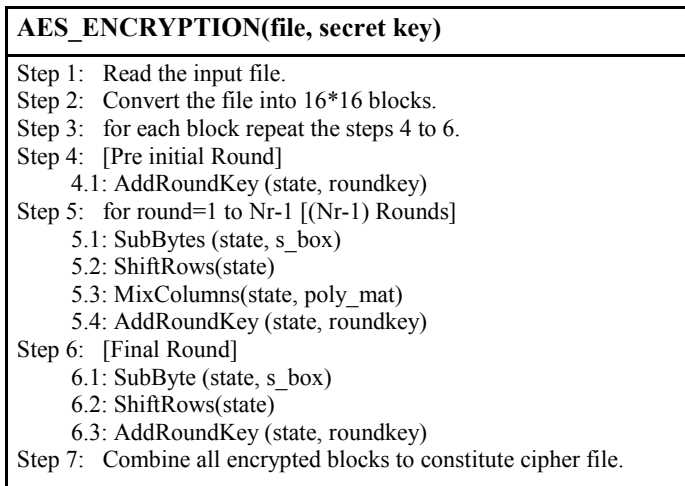 AES_ENCRYPTION(file, secret key)
Step 1: Read the input file.
Step 2: Convert the file into 16*16 blocks.
Step 3: for each block repeat the steps 4 to 6.
Step 4: [Pre initial Round]
4.1: AddRoundKey (state, roundkey)
Step 5: for round=1 to Nr-1 [(Nr-1) Rounds]
5.1: SubBytes (state, s_box)
5.2: ShiftRows(state)
5.3: MixColumns(state, poly_mat)
5.4: AddRoundKey (state, roundkey)
Step 6: [Final Round]
6.1: SubByte (state, s_box)
6.2: ShiftRows(state)
6.3: AddRoundKey (state, roundkey)
Step 7: Combine all encrypted blocks to constitute cipher file.